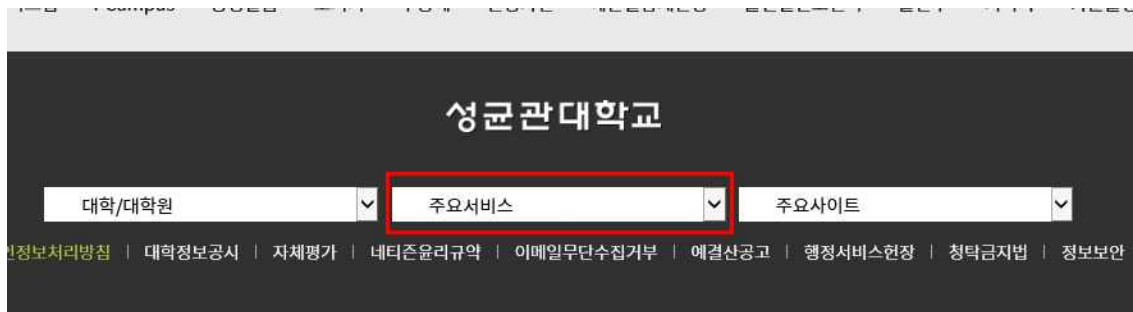 성균관대학교
대학/대학원 주요서비스 주요사이트
인정보처리방침 | 대학정보공시 | 자체평가 | 네티즌윤리규약 | 이메일무단수집거부 | 예결산공고 | 행정서비스헌장 | 청탁금지법 | 정보보안